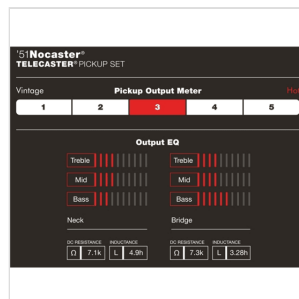 '51Nocaster®
TELECASTER® PICKUP SET
Vintage Pickup Output Meter Hot
1 2 3 4 5
Output EQ
Treble Treble
Mid Mid
Bass Bass
Neck Bridge
DC RESISTANCE INDUCTANCE DC RESISTANCE INDUCTANCE
Ω 7.1k L 4.9h Ω 7.3k L 3.28h